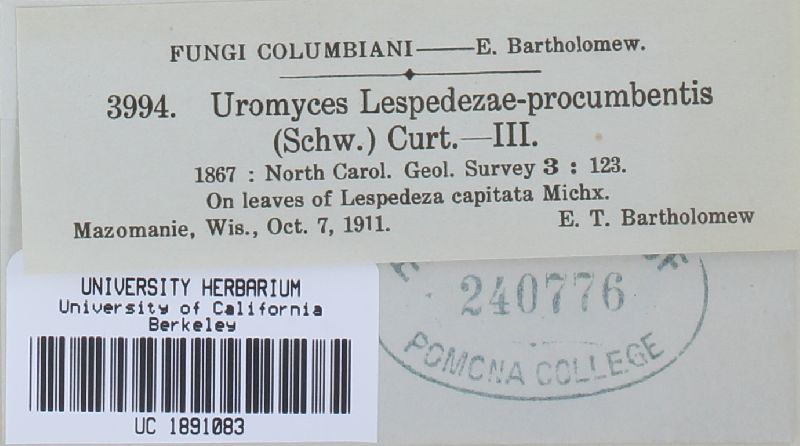 FUNGI COLUMBIANI—E. Bartholomew.
3994. Uromyces Lespedezae-procumbentis
(Schw.) Curt.—III.
1867 : North Carol. Geol. Survey 3 : 123.
On leaves of Lespedeza capitata Michx.
Mazomanie, Wis., Oct. 7, 1911. E. T. Bartholomew
240776
POMONA COLLEGE
UNIVERSITY HERBARIUM
University of California
Berkeley
UC 1891083